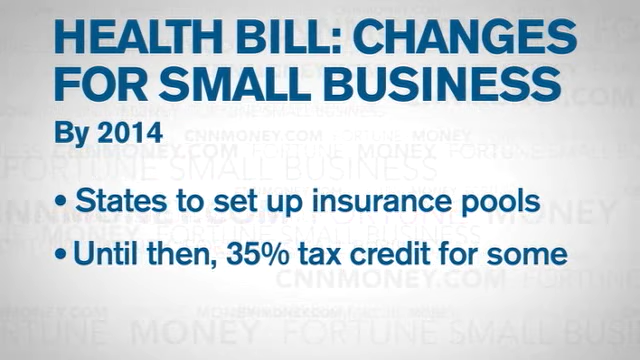 HEALTH BILL: CHANGES
FOR SMALL BUSINESS
By 2014
• States to set up insurance pools
• Until then, 35% tax credit for some